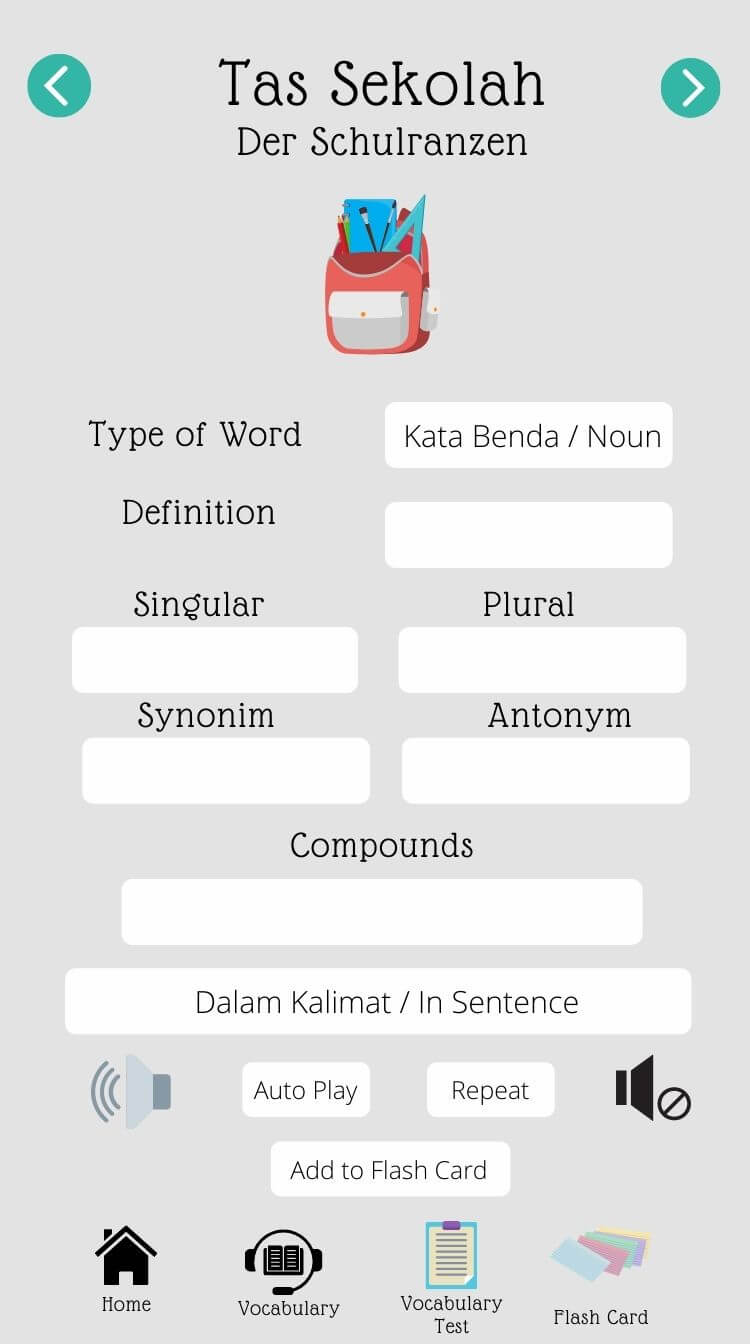 Tas Sekolah
Der Schulranzen
Type of Word
Kata Benda / Noun
Definition
Singular
Plural
Synonim
Antonym
Compounds
Dalam Kalimat / In Sentence
Auto Play
Repeat
Add to Flash Card
Home
Vocabulary
Vocabulary
Test
Flash Card